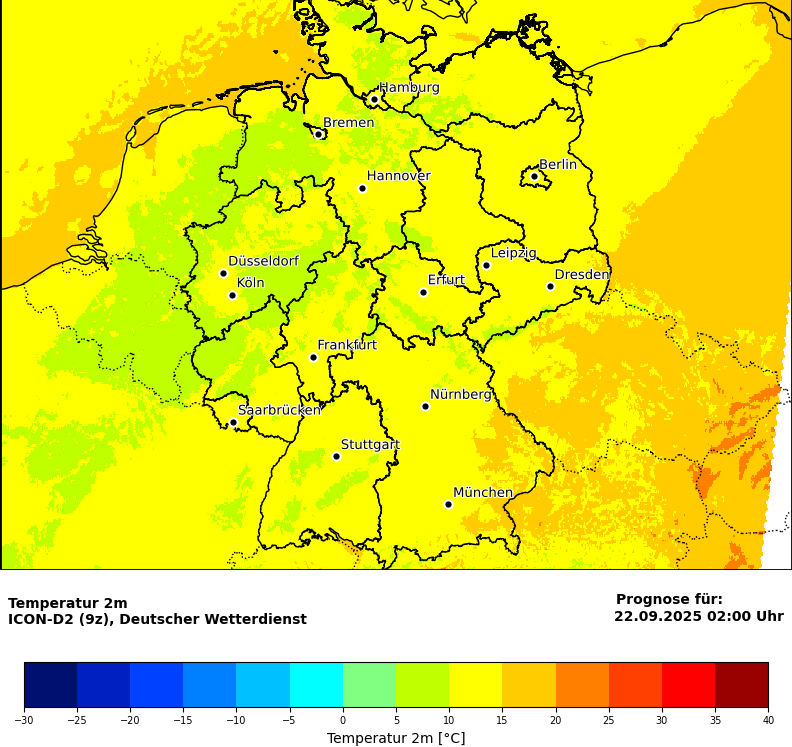 Hamburg
Bremen
Berlin
Hannover
Leipzig
Düsseldorf
Dresden
Erfurt
Köln
Frankfurt
Nürnberg
Saarbrücken
Stuttgart
München
Temperatur 2m
ICON-D2 (9z), Deutscher Wetterdienst
Prognose für:
22.09.2025 02:00 Uhr
−30 −25 −20 −15 −10 −5 0 5 10 15 20 25 30 35 40
Temperatur 2m [°C]